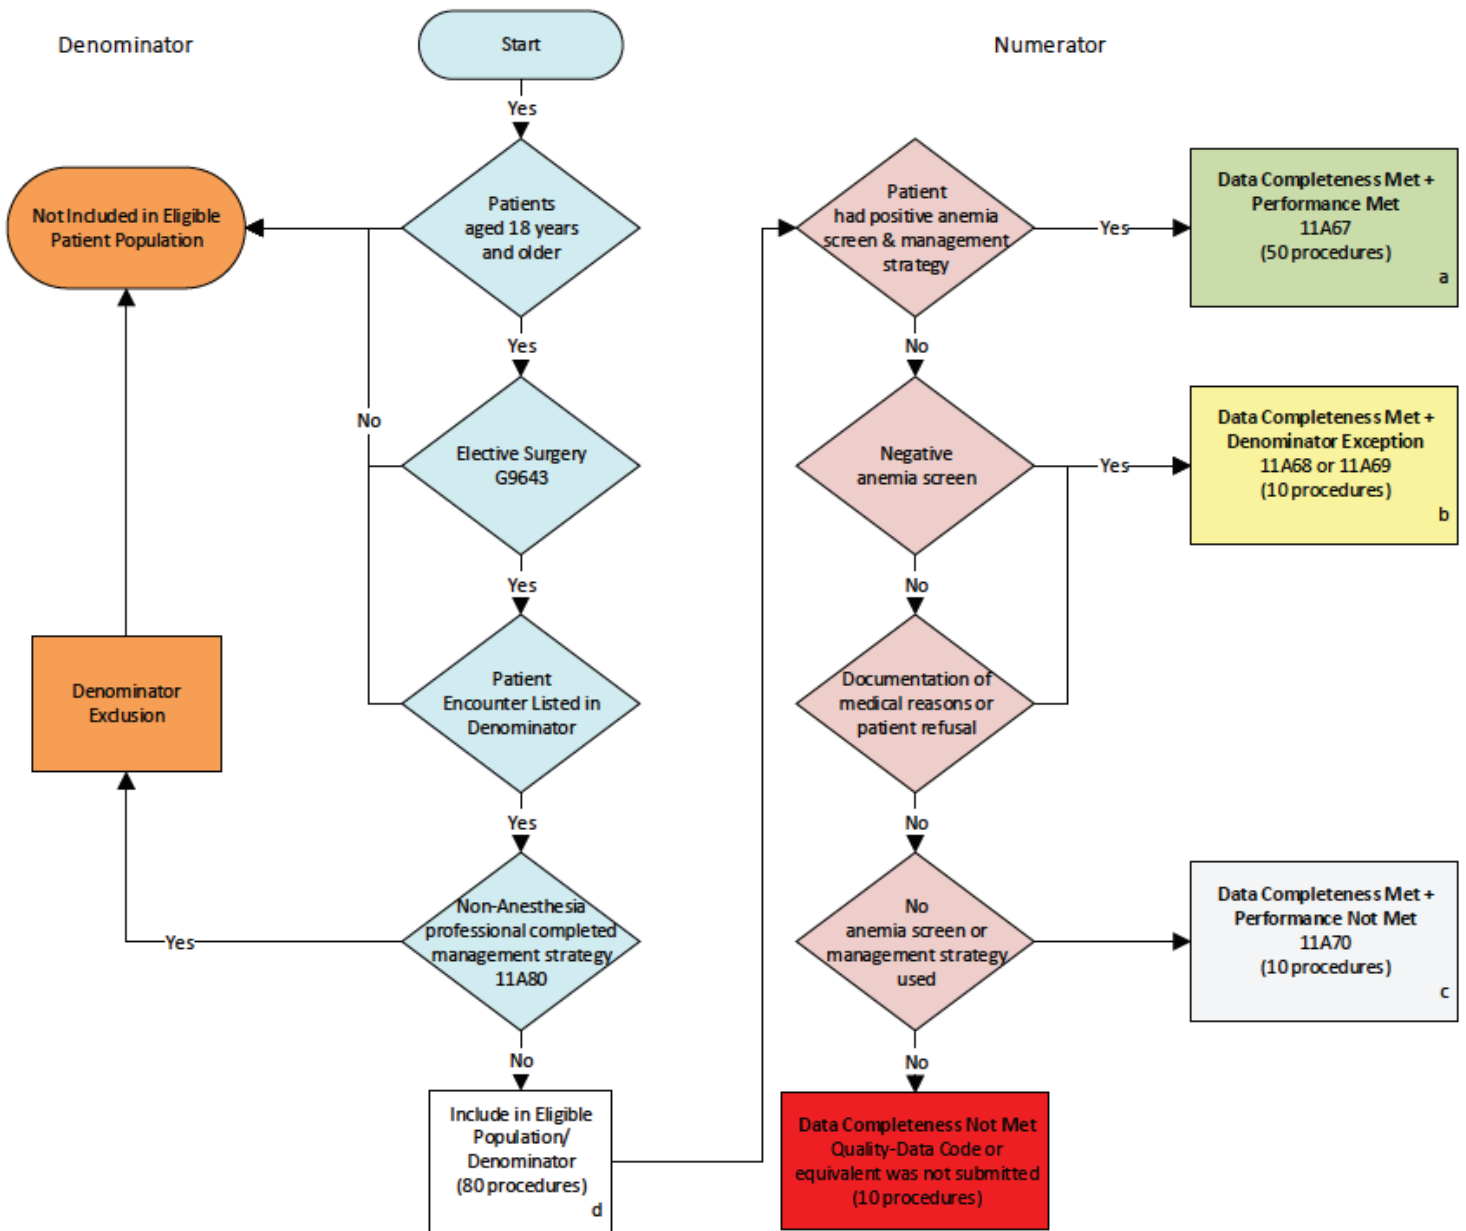 Denominator
Start
Numerator
Yes
Patients
aged 18 years
and older
Not Included in Eligible
Patient Population
Yes
No
Elective Surgery
G9643
Yes
Patient
Encounter Listed in
Denominator
Denominator
Exclusion
Yes
Non-Anesthesia
professional completed
management strategy
11A80
Yes
No
Include in Eligible
Population/
Denominator
(80 procedures)
d
Patient
had positive anemia
screen & management
strategy
Yes
Data Completeness Met +
Performance Met
11A67
(50 procedures)
a
No
Negative
anemia screen
Yes
Data Completeness Met +
Denominator Exception
11A68 or 11A69
(10 procedures)
b
No
Documentation of
medical reasons or
patient refusal
No
No
anemia screen or
management strategy
used
Data Completeness Met +
Performance Not Met
11A70
(10 procedures)
c
No
Data Completeness Not Met
Quality-Data Code or
equivalent was not submitted
(10 procedures)